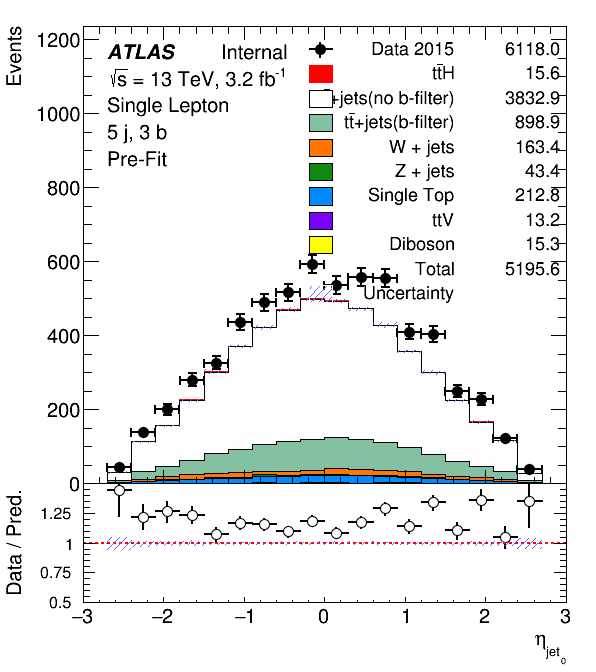 Events
1200
1000
800
600
400
200
0
ATLAS Internal
√s = 13 TeV, 3.2 fb⁻¹
Single Lepton
5 j, 3 b
Pre-Fit
Data 2015 6118.0
tt̄H 15.6
+jets(no b-filter) 3832.9
tt̄+jets(b-filter) 898.9
W + jets 163.4
Z + jets 43.4
Single Top 212.8
ttV 13.2
Diboson 15.3
Total 5195.6
Uncertainty
Data / Pred.
1.25
1
0.75
0.5
−3 −2 −1 0 1 2 3
η_jet_0